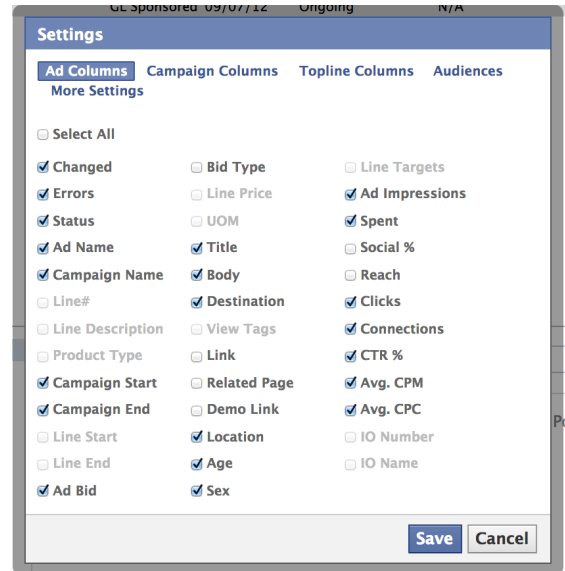 GL Sponsored 09/07/12 Ongoing N/A
Settings
Ad Columns Campaign Columns Topline Columns Audiences
More Settings
Select All
Changed Bid Type Line Targets
Errors Line Price Ad Impressions
Status UOM Spent
Ad Name Title Social %
Campaign Name Body Reach
Line# Destination Clicks
Line Description View Tags Connections
Product Type Link CTR %
Campaign Start Related Page Avg. CPM
Campaign End Demo Link Avg. CPC
Line Start Location IO Number
Line End Age IO Name
Ad Bid Sex
Save Cancel